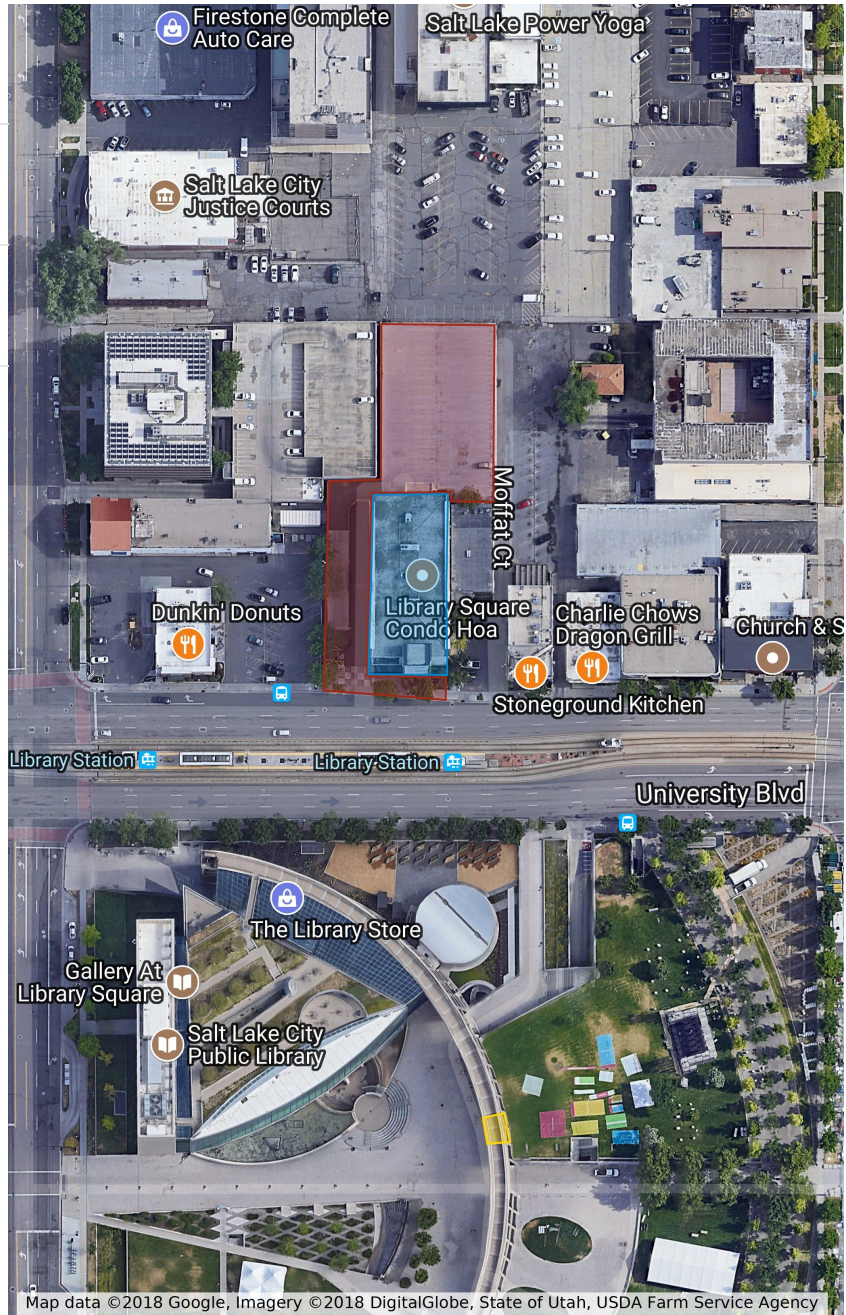 Firestone Complete
Auto Care
Salt Lake Power Yoga
Salt Lake City
Justice Courts
Moffat Ct
Dunkin' Donuts
Library Square
Condo Hoa
Charlie Chows
Dragon Grill
Church & S
Stoneground Kitchen
Library Station
Library Station
University Blvd
The Library Store
Gallery At
Library Square
Salt Lake City
Public Library
Map data ©2018 Google, Imagery ©2018 DigitalGlobe, State of Utah, USDA Farm Service Agency